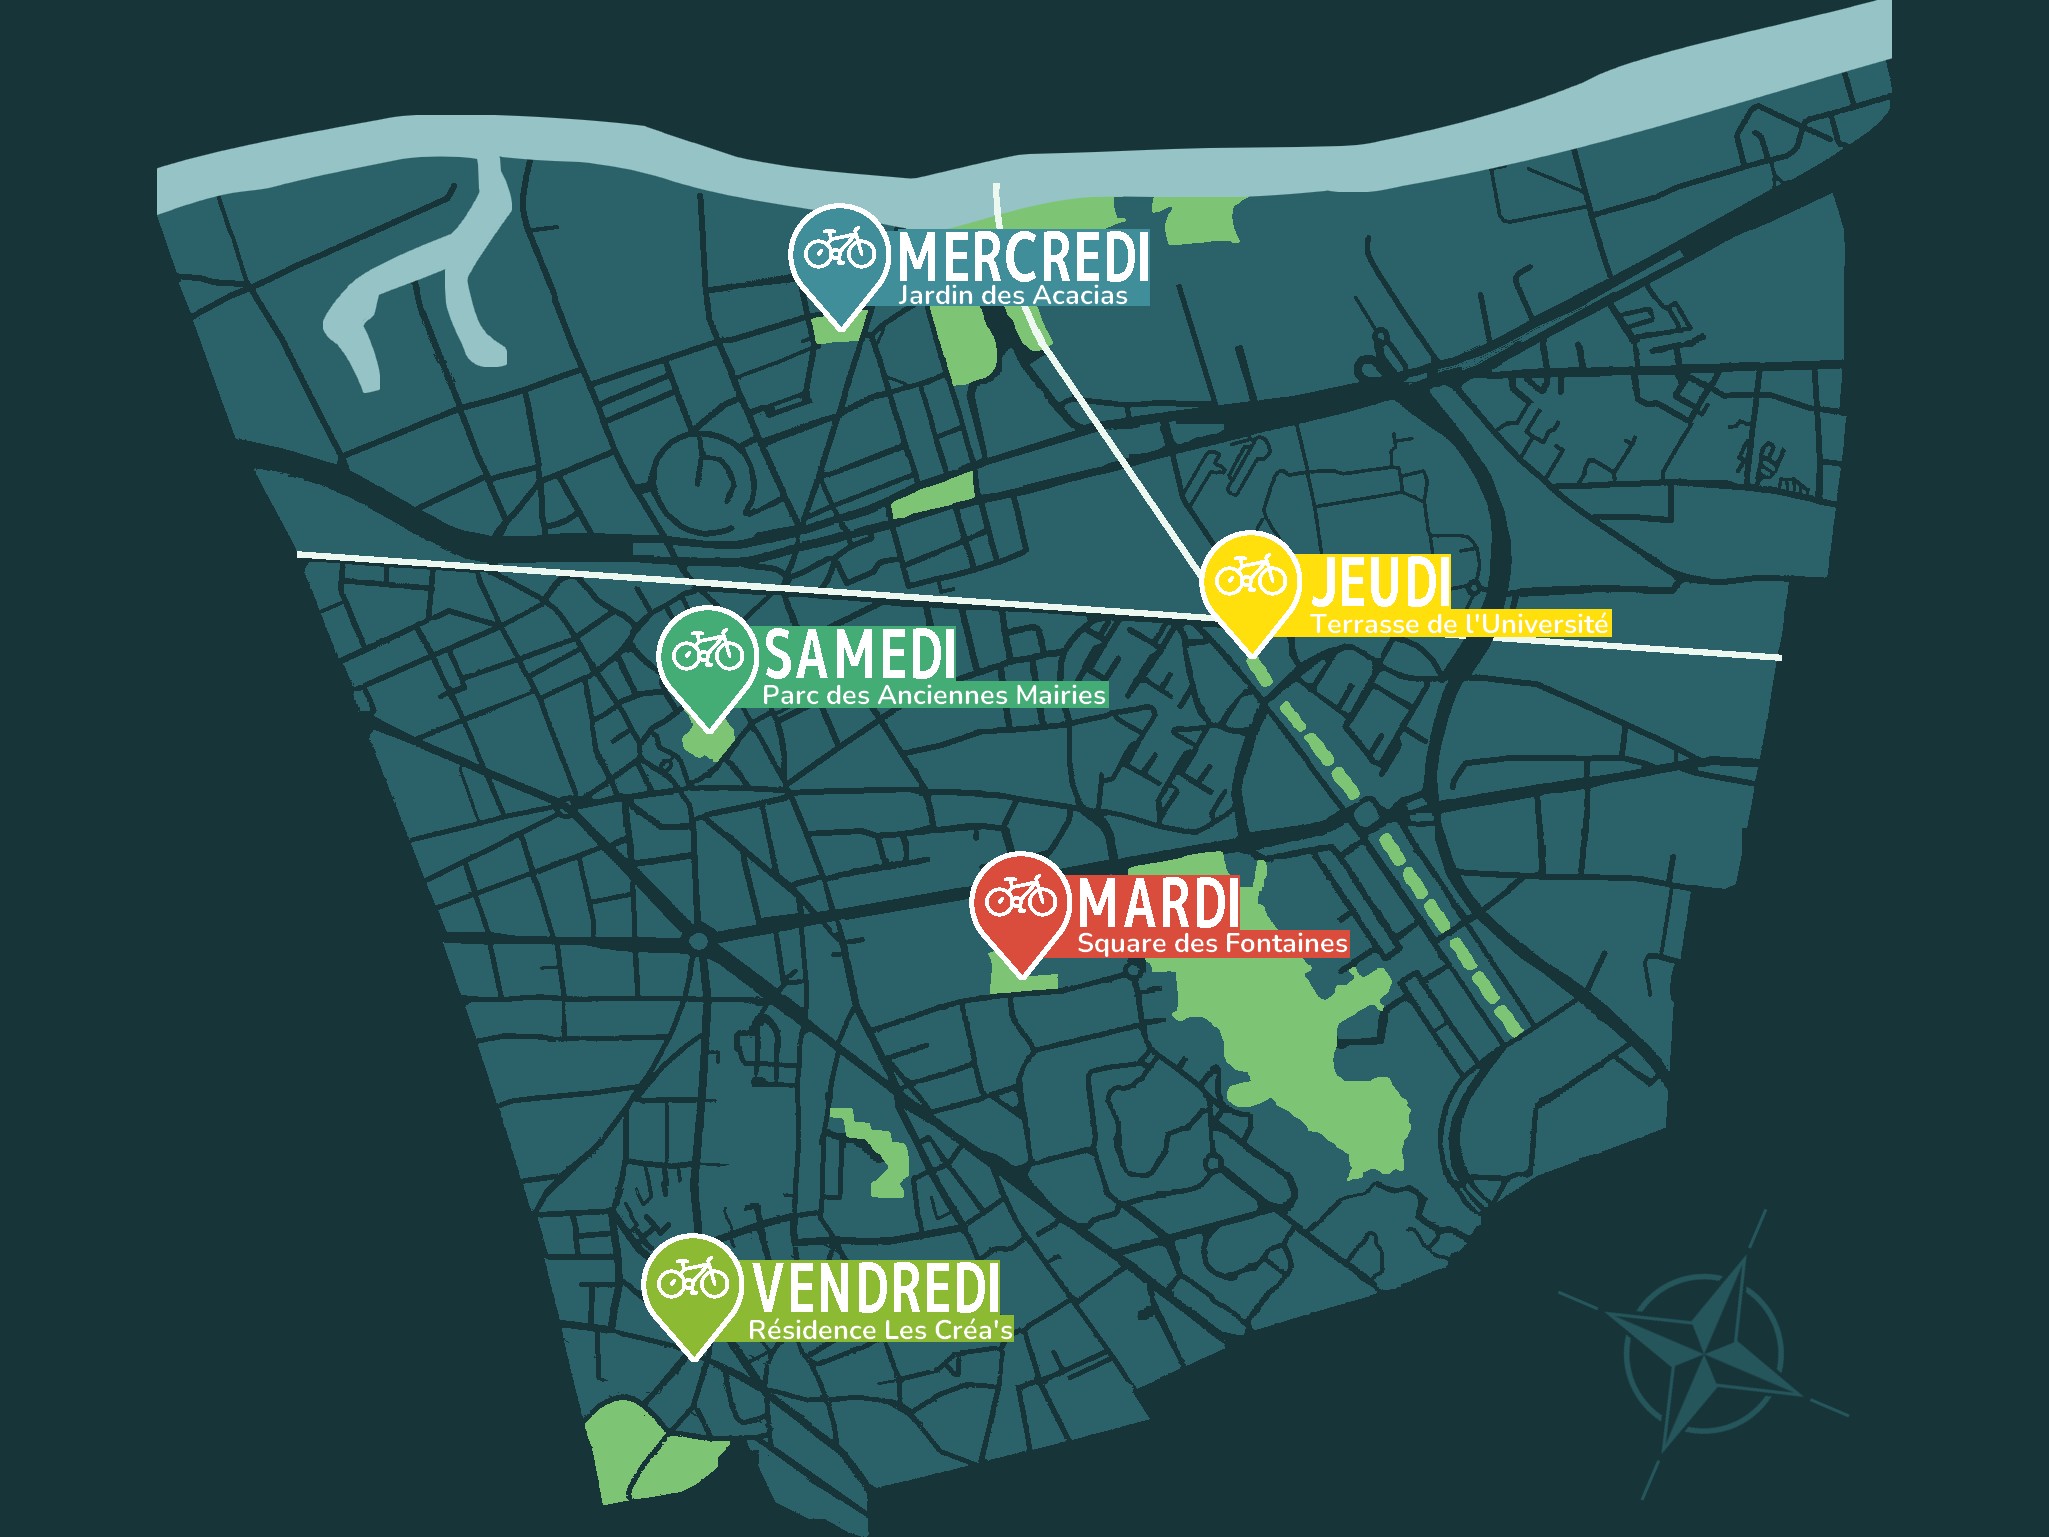 MERCREDI
Jardin des Acacias
JEUDI
Terrasse de l'Université
SAMEDI
Parc des Anciennes Mairies
MARDI
Square des Fontaines
VENDREDI
Résidence Les Créa's